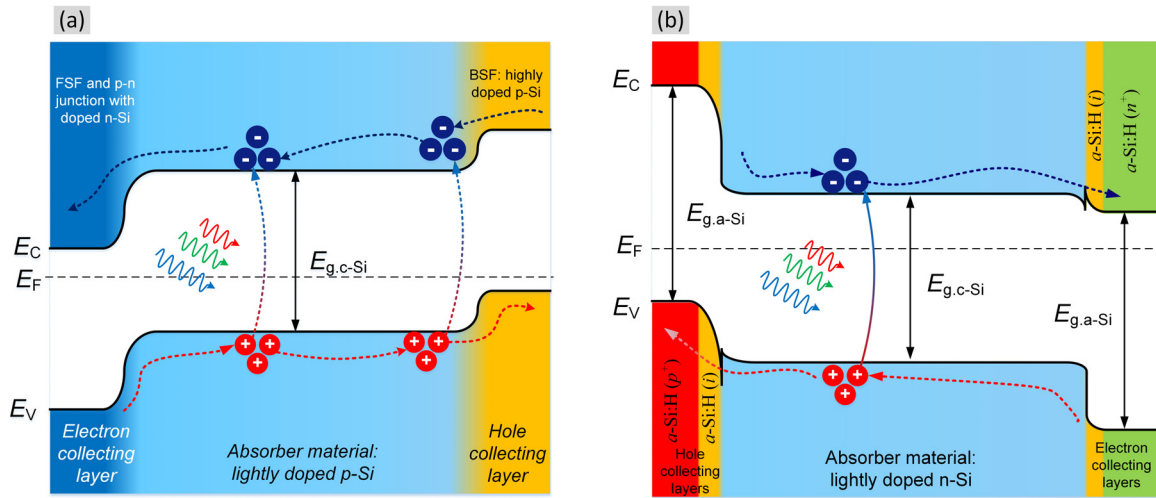 (a)
FSF and p-n
junction with
doped n-Si
BSF: highly
doped p-Si
E_C
E_F
E_V
E_g.c-Si
Electron
collecting
layer
Absorber material:
lightly doped p-Si
Hole
collecting
layer
(b)
E_C
E_F
E_V
E_g.a-Si
E_g.c-Si
E_g.a-Si
a-Si:H (i)
a-Si:H (n⁺)
a-Si:H (p⁺)
a-Si:H (i)
Hole
collecting
layers
Absorber material:
lightly doped n-Si
Electron
collecting
layers